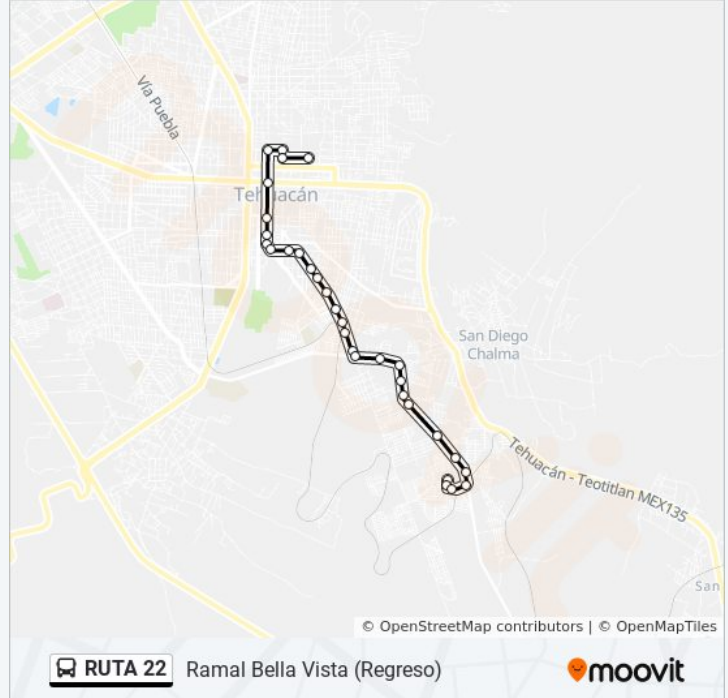 Vía Puebla
Tehuacán
San Diego
Chalma
Tehuacán - Teotitlan MEX135
San
© OpenStreetMap contributors | © OpenMapTiles
RUTA 22 Ramal Bella Vista (Regreso)
moovit